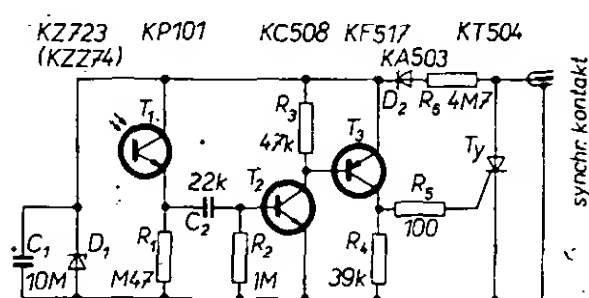 KZ723 KP101 KC508 KF517 KT504
(KZZ74) KA503
T1
R3
47k
T3
D2 R6 4M7
22k
T2
Ty
R5
C2
100
C1 D1 R1 R2 R4
10M M47 1M 39k
synchr. kontakt